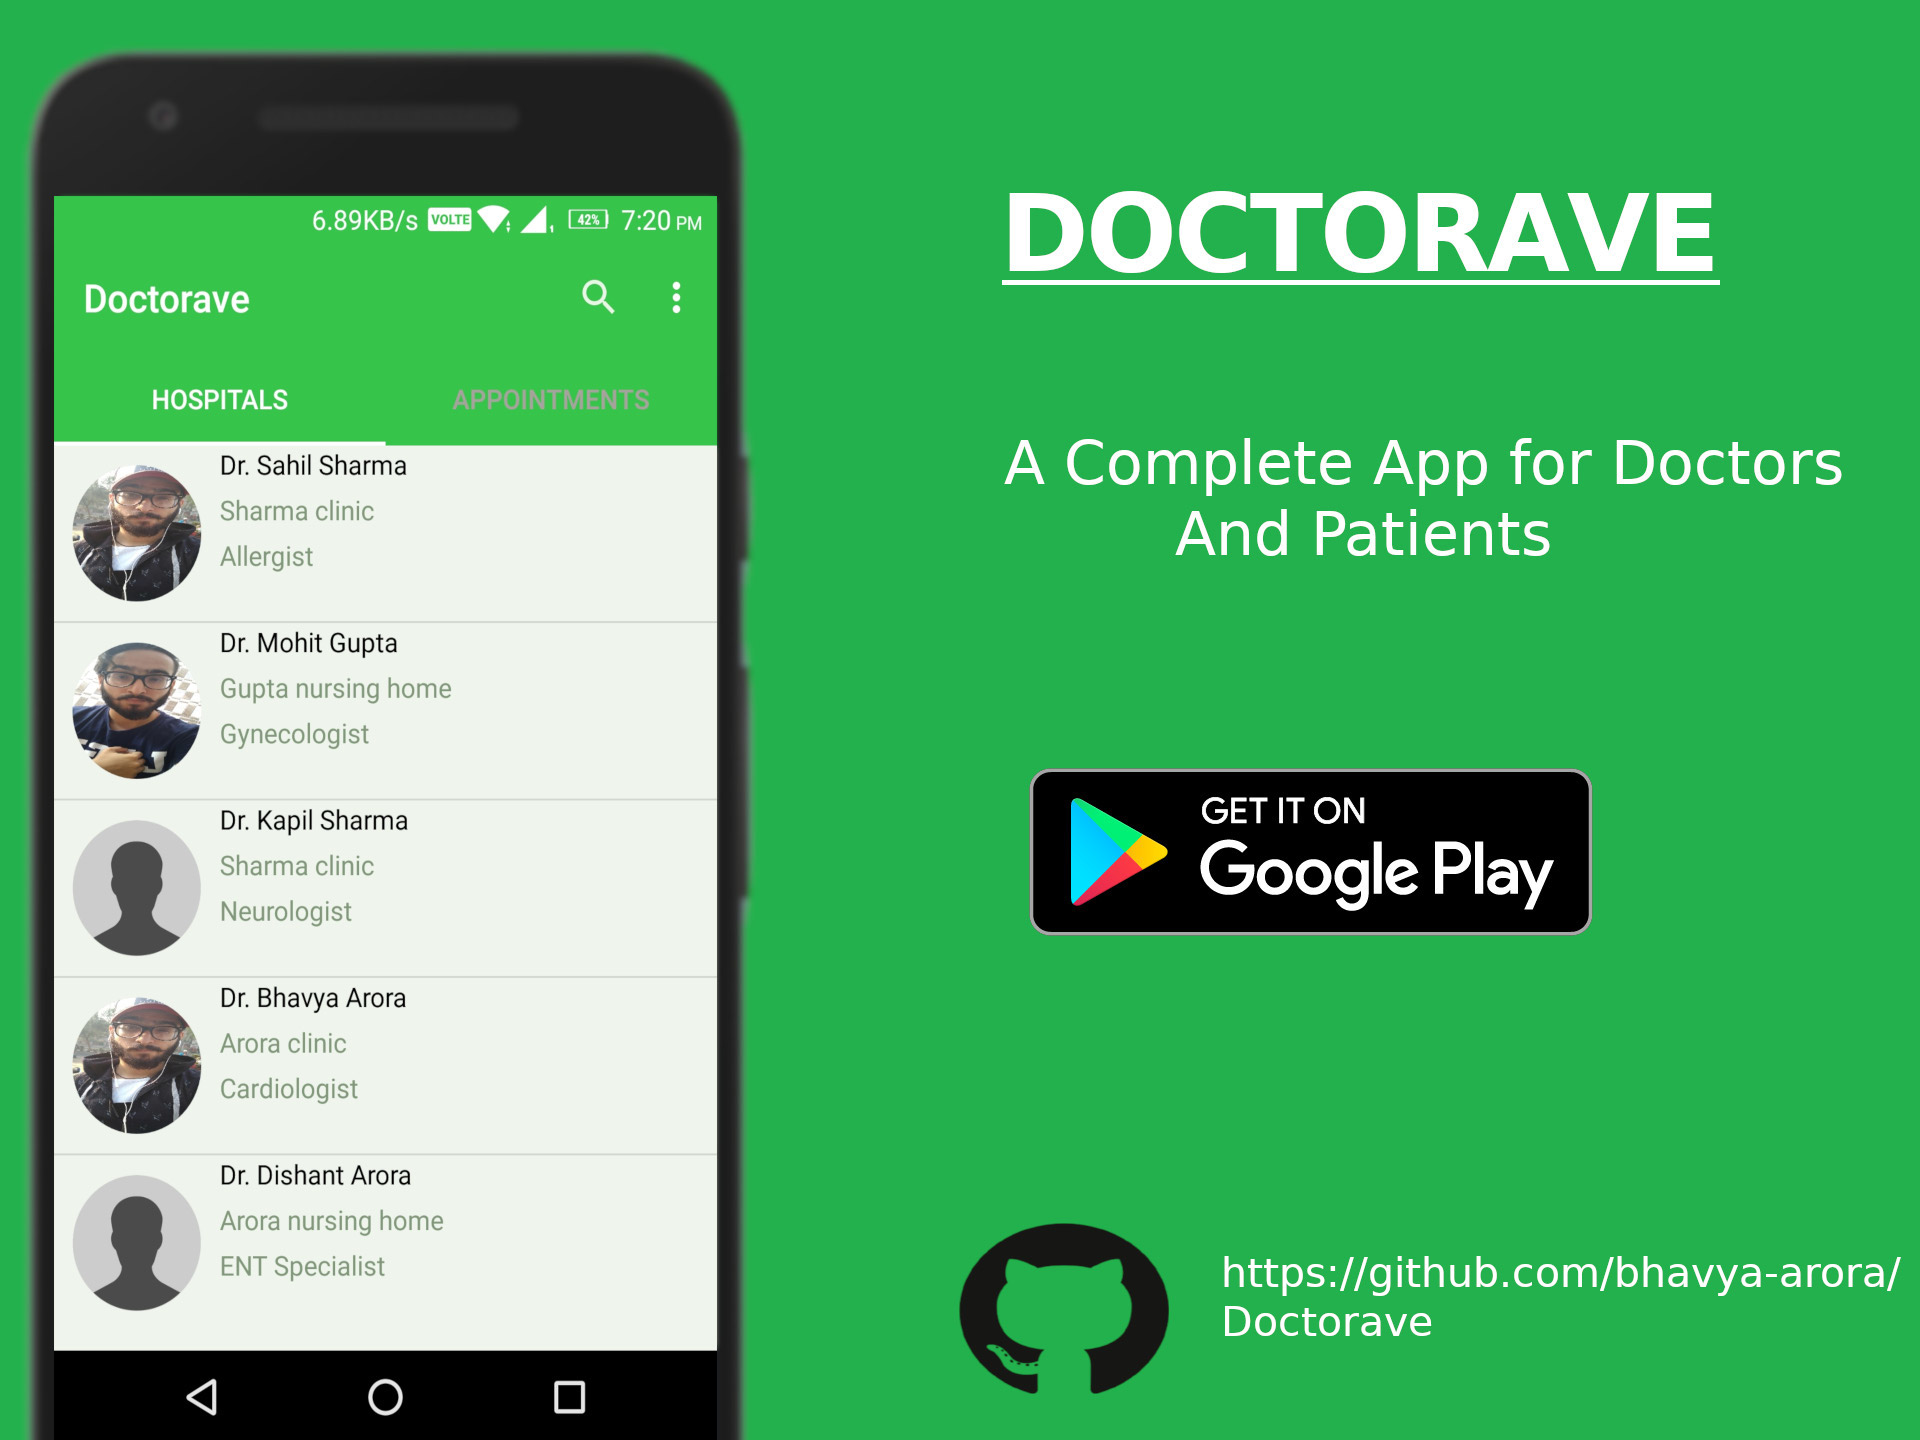 6.89KB/s VOLTE 42% 7:20 PM
Doctorave
HOSPITALS APPOINTMENTS
Dr. Sahil Sharma
Sharma clinic
Allergist
Dr. Mohit Gupta
Gupta nursing home
Gynecologist
Dr. Kapil Sharma
Sharma clinic
Neurologist
Dr. Bhavya Arora
Arora clinic
Cardiologist
Dr. Dishant Arora
Arora nursing home
ENT Specialist
DOCTORAVE
A Complete App for Doctors
And Patients
GET IT ON
Google Play
https://github.com/bhavya-arora/
Doctorave